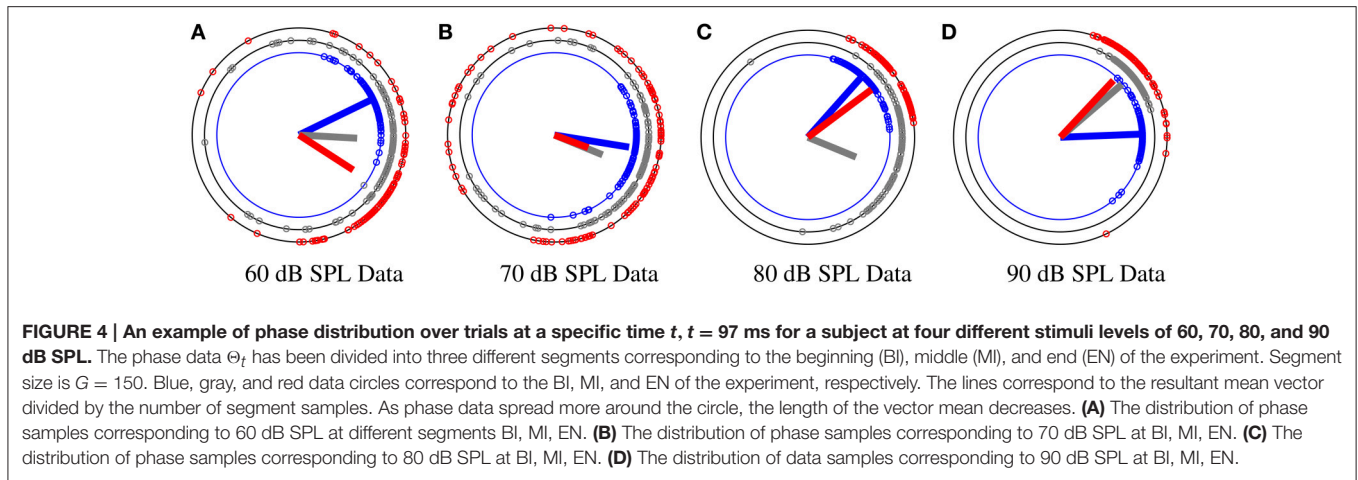 A B C D
60 dB SPL Data 70 dB SPL Data 80 dB SPL Data 90 dB SPL Data
FIGURE 4 | An example of phase distribution over trials at a specific time t, t = 97 ms for a subject at four different stimuli levels of 60, 70, 80, and 90
dB SPL. The phase data Θt has been divided into three different segments corresponding to the beginning (BI), middle (MI), and end (EN) of the experiment. Segment
size is G = 150. Blue, gray, and red data circles correspond to the BI, MI, and EN of the experiment, respectively. The lines correspond to the resultant mean vector
divided by the number of segment samples. As phase data spread more around the circle, the length of the vector mean decreases. (A) The distribution of phase
samples corresponding to 60 dB SPL at different segments BI, MI, EN. (B) The distribution of phase samples corresponding to 70 dB SPL at BI, MI, EN. (C) The
distribution of phase samples corresponding to 80 dB SPL at BI, MI, EN. (D) The distribution of data samples corresponding to 90 dB SPL at BI, MI, EN.